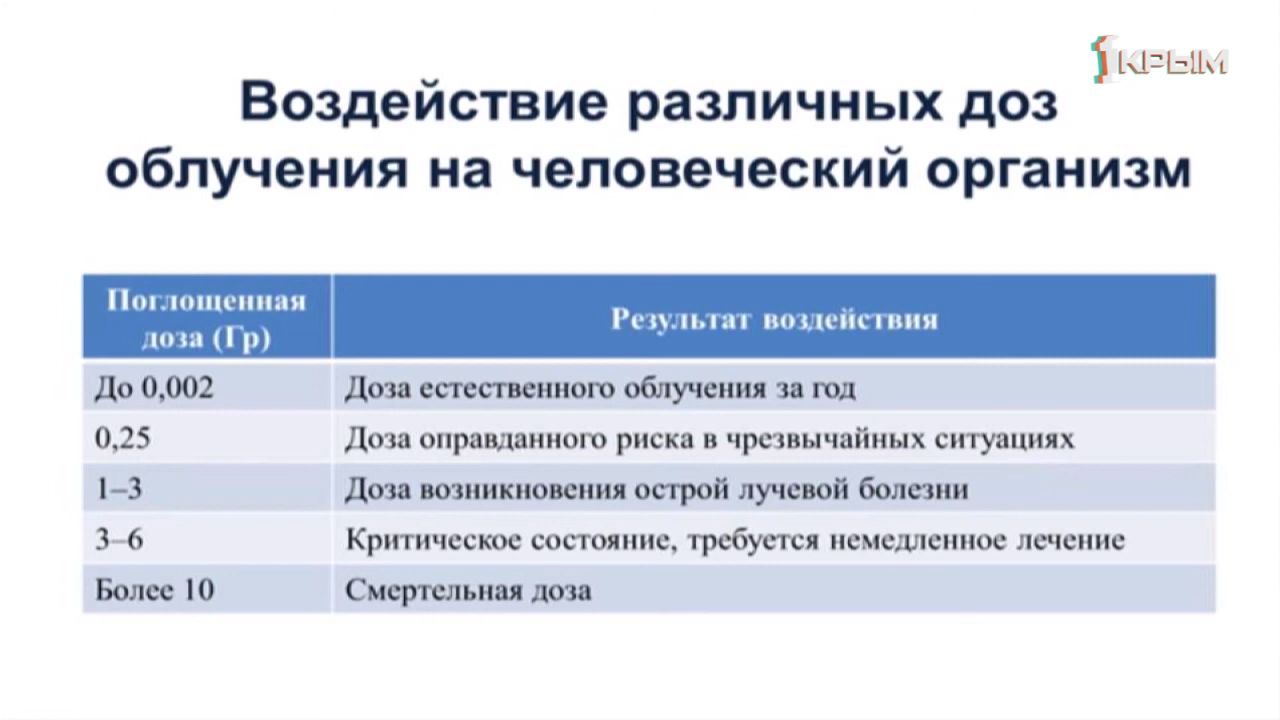 1КРЫМ
Воздействие различных доз
облучения на человеческий организм
Поглощенная
доза (Гр)
Результат воздействия
До 0,002
Доза естественного облучения за год
0,25
Доза оправданного риска в чрезвычайных ситуациях
1–3
Доза возникновения острой лучевой болезни
3–6
Критическое состояние, требуется немедленное лечение
Более 10
Смертельная доза